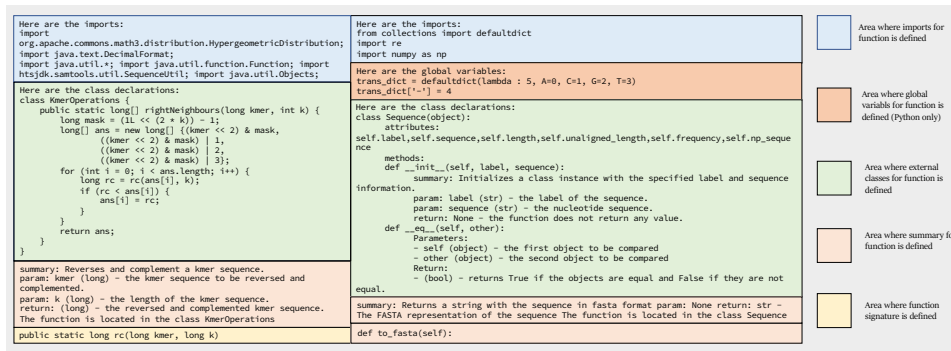 Here are the imports:
import
org.apache.commons.math3.distribution.HypergeometricDistribution;
import java.text.DecimalFormat;
import java.util.*; import java.util.function.Function; import
htsjdk.samtools.util.SequenceUtil; import java.util.Objects;
Here are the class declarations:
class KmerOperations {
public static long[] rightNeighbours(long kmer, int k) {
long mask = (1L << (2 * k)) - 1;
long[] ans = new long[] {(kmer << 2) & mask,
((kmer << 2) & mask) | 1,
((kmer << 2) & mask) | 2,
((kmer << 2) & mask) | 3};
for (int i = 0; i < ans.length; i++) {
long rc = rc(ans[i], k);
if (rc < ans[i]) {
ans[i] = rc;
}
}
return ans;
}
}
summary: Reverses and complement a kmer sequence.
param: kmer (long) - the kmer sequence to be reversed and
complemented.
param: k (long) - the length of the kmer sequence.
return: (long) - the reversed and complemented kmer sequence.
The function is located in the class KmerOperations
public static long rc(long kmer, long k)
Here are the imports:
from collections import defaultdict
import re
import numpy as np
Here are the global variables:
trans_dict = defaultdict(lambda : 5, A=0, C=1, G=2, T=3)
trans_dict['-'] = 4
Here are the class declarations:
class Sequence(object):
attributes:
self.label,self.sequence,self.length,self.unaligned_length,self.frequency,self.np_seque
nce
methods:
def __init__(self, label, sequence):
summary: Initializes a class instance with the specified label and sequence
information.
param: label (str) - the label of the sequence.
param: sequence (str) - the nucleotide sequence.
return: None - the function does not return any value.
def __eq__(self, other):
Parameters:
- self (object) - the first object to be compared
- other (object) - the second object to be compared
Return:
- (bool) - returns True if the objects are equal and False if they are not
equal.
summary: Returns a string with the sequence in fasta format param: None return: str -
The FASTA representation of the sequence The function is located in the class Sequence
def to_fasta(self):
Area where imports for
function is defined
Area where global
variabls for function is
defined (Python only)
Area where external
classes for function is
defined
Area where summary fo
function is defined
Area where function
signature is defined